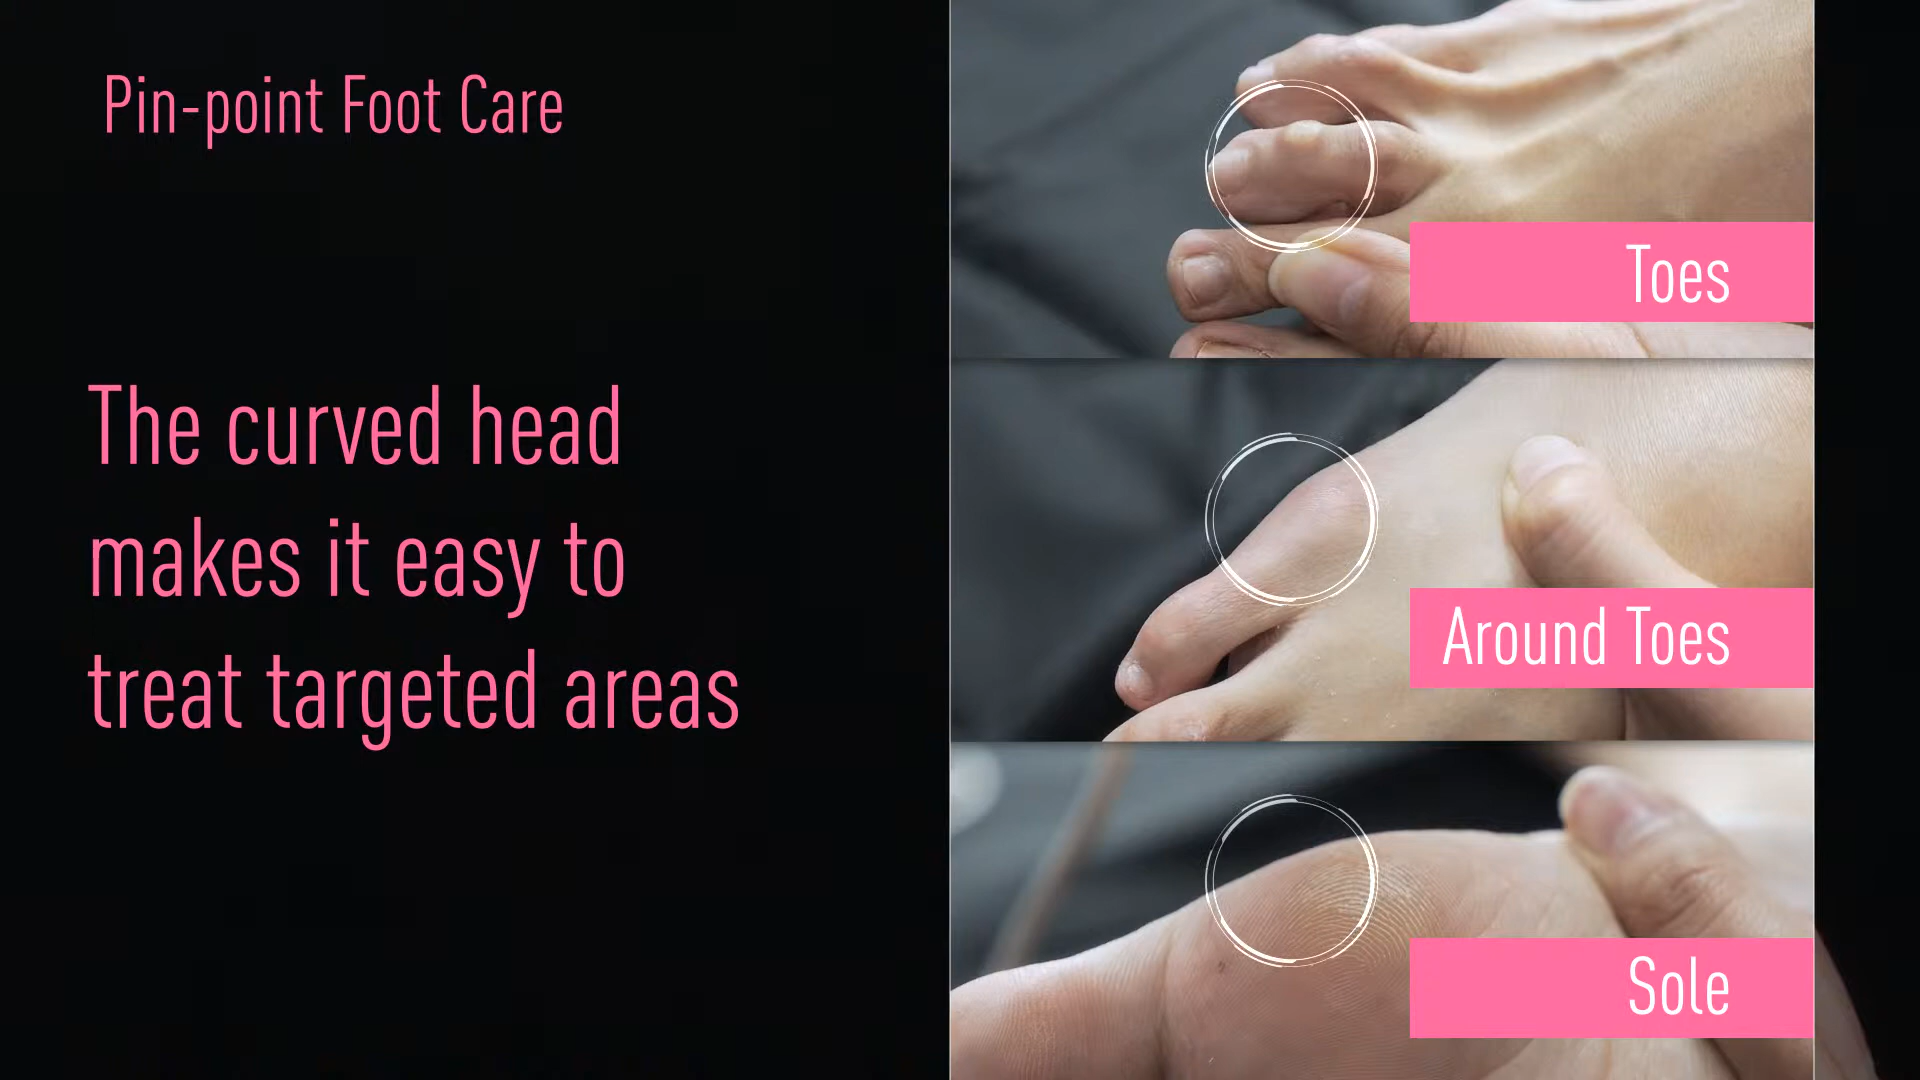 Pin-point Foot Care
The curved head
makes it easy to
treat targeted areas
Toes
Around Toes
Sole